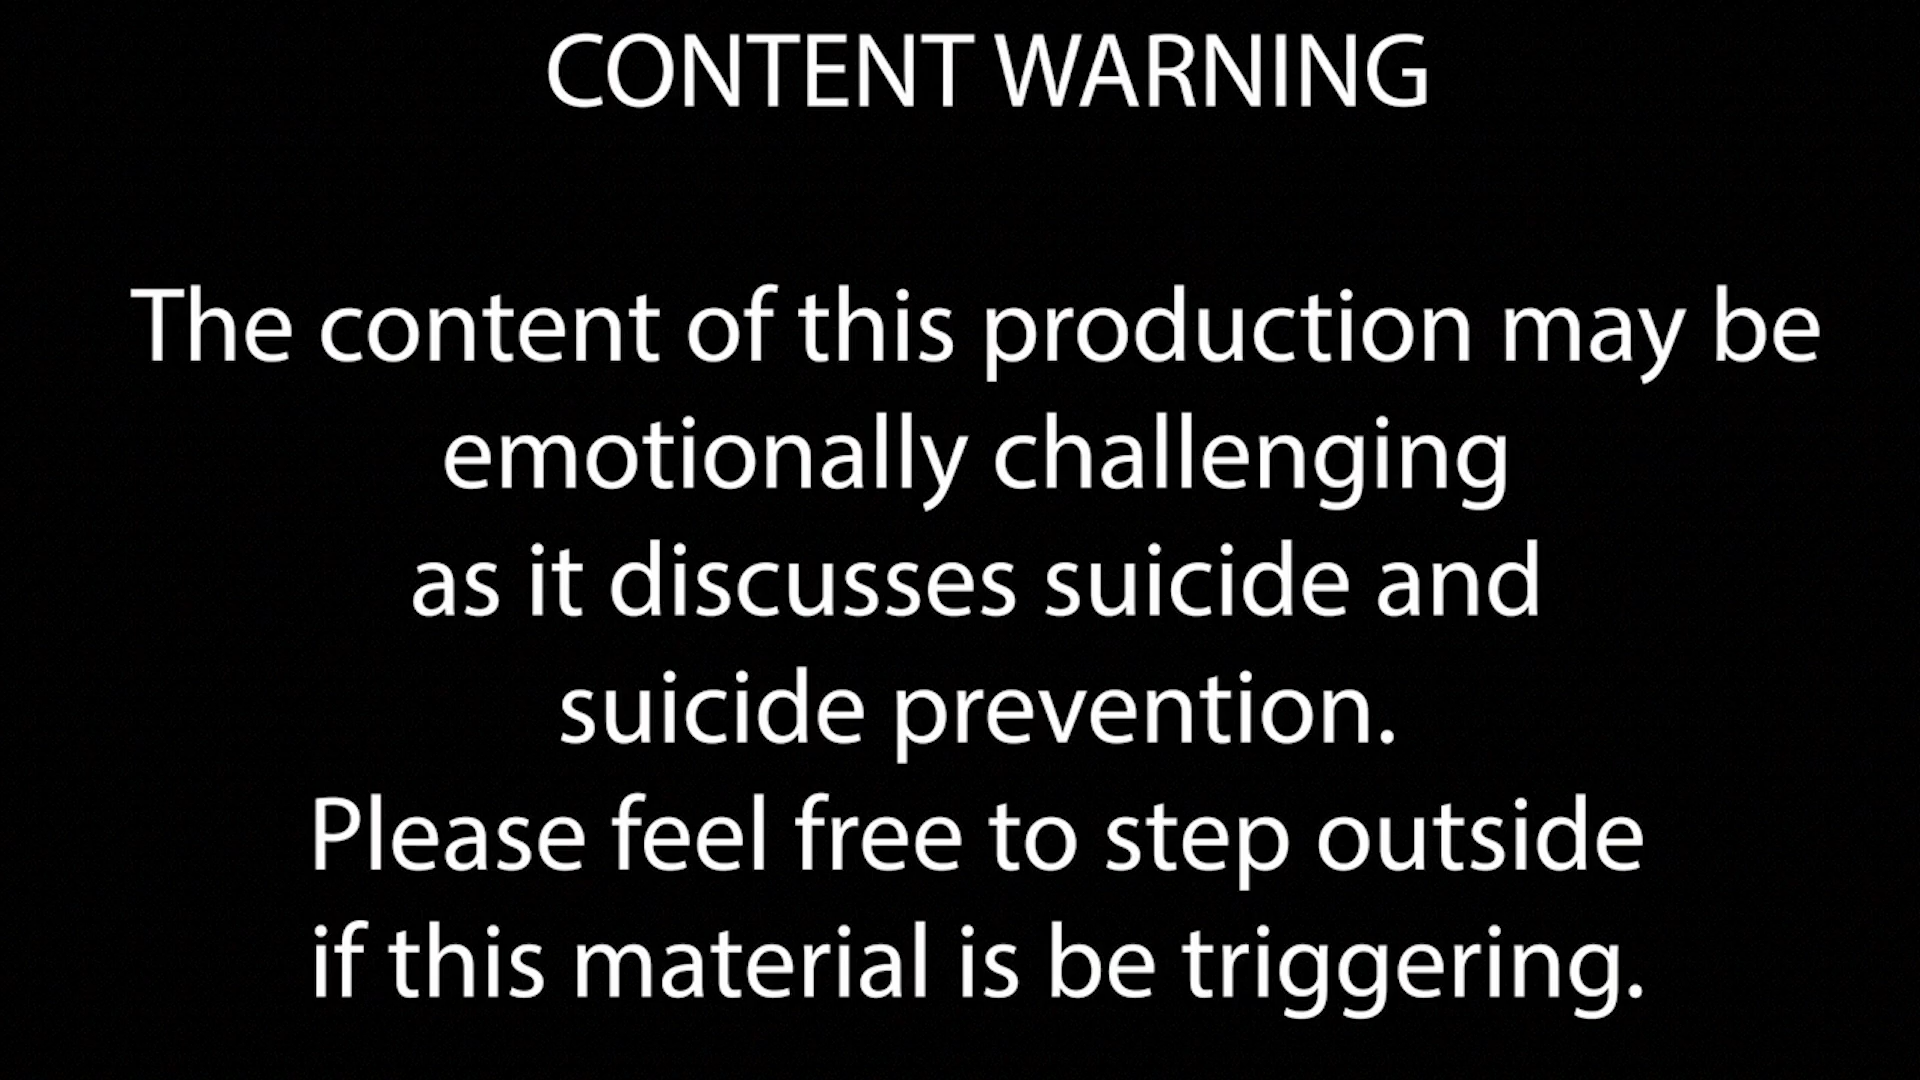 CONTENT WARNING
The content of this production may be
emotionally challenging
as it discusses suicide and
suicide prevention.
Please feel free to step outside
if this material is be triggering.